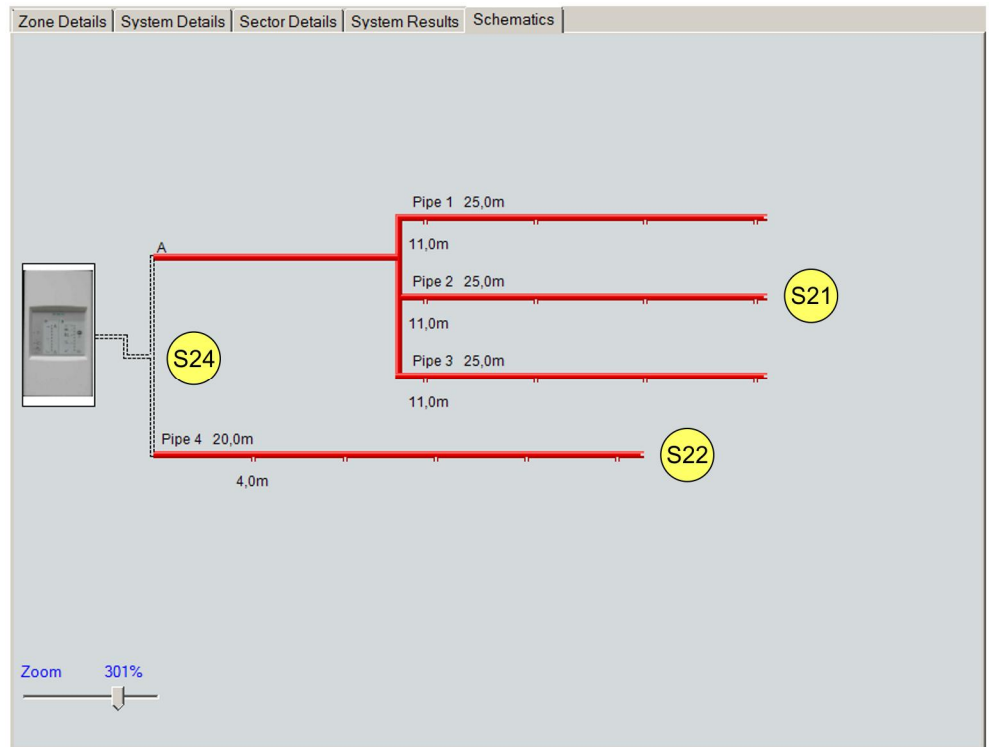 Zone Details System Details Sector Details System Results Schematics
Pipe 1 25,0m
A
11,0m
Pipe 2 25,0m
S21
11,0m
S24
Pipe 3 25,0m
11,0m
Pipe 4 20,0m
S22
4,0m
Zoom 301%